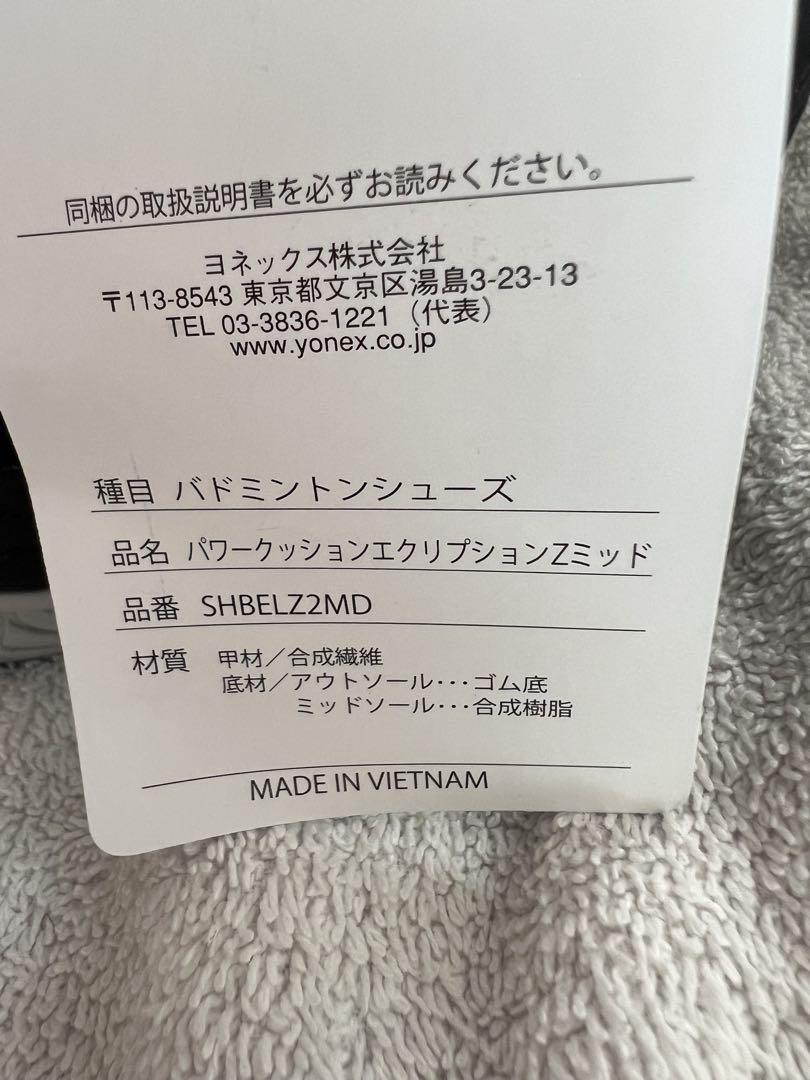 同梱の取扱説明書を必ずお読みください。
ヨネックス株式会社
〒113-8543 東京都文京区湯島3-23-13
TEL 03-3836-1221（代表）
www.yonex.co.jp
種目 バドミントンシューズ
品名 パワークッションエクリプションZミッド
品番 SHBELZ2MD
材質 甲材／合成繊維
底材／アウトソール･･･ゴム底
ミッドソール･･･合成樹脂
MADE IN VIETNAM